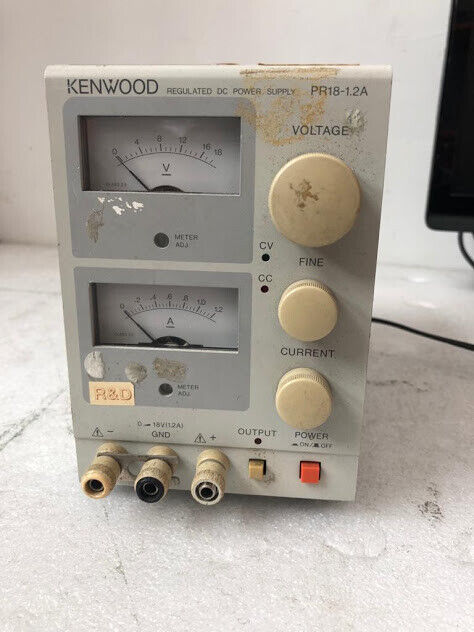 KENWOOD REGULATED DC POWER SUPPLY PR18-1.2A
VOLTAGE
0 4 8 12 16 18
V
METER
ADJ.
CV
FINE
CC
0 .2 .4 .6 .8 1.0 1.2
A
CURRENT
METER
ADJ.
R&D
0 – 18V(1.2A)
OUTPUT
POWER
- GND +
ON / OFF